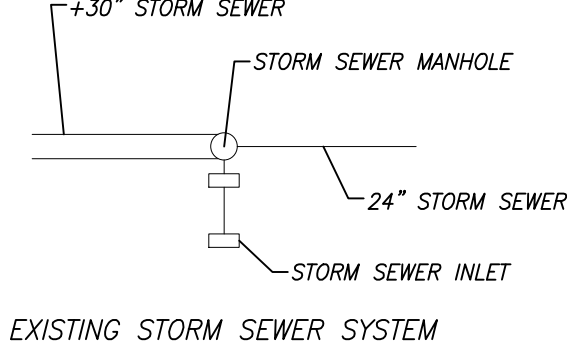 +30" STORM SEWER
STORM SEWER MANHOLE
24" STORM SEWER
STORM SEWER INLET
EXISTING STORM SEWER SYSTEM